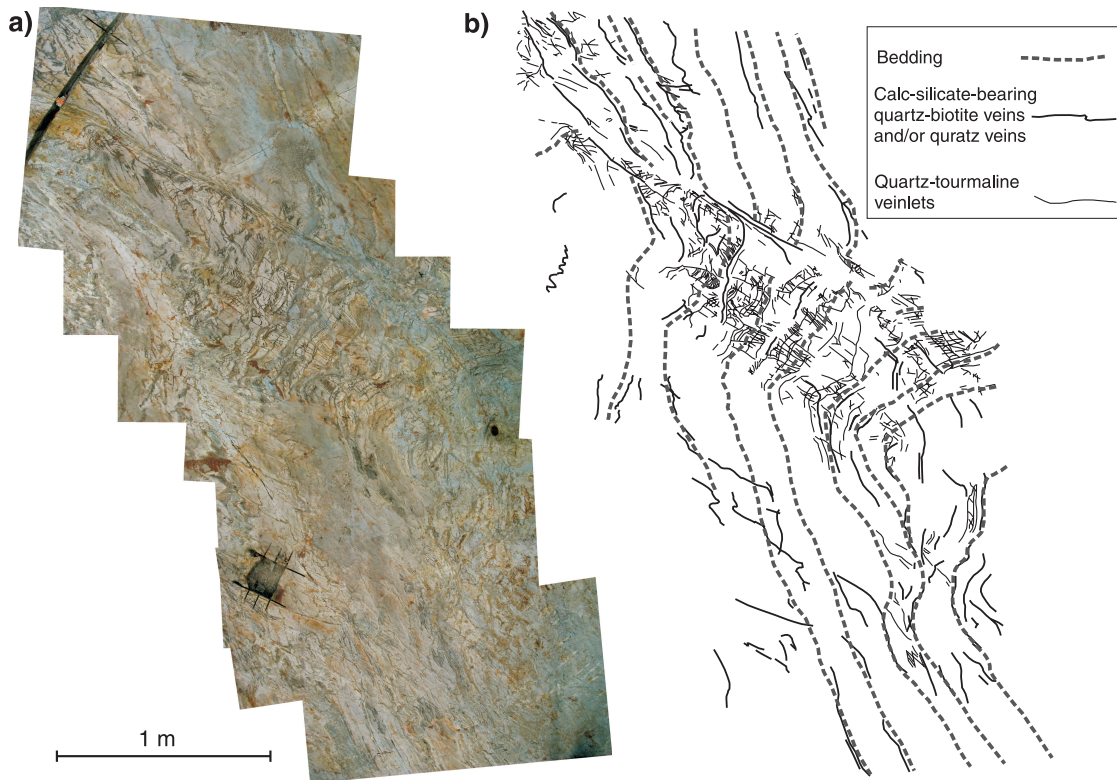 a)
b)
Bedding
Calc-silicate-bearing
quartz-biotite veins
and/or quratz veins
Quartz-tourmaline
veinlets
1 m